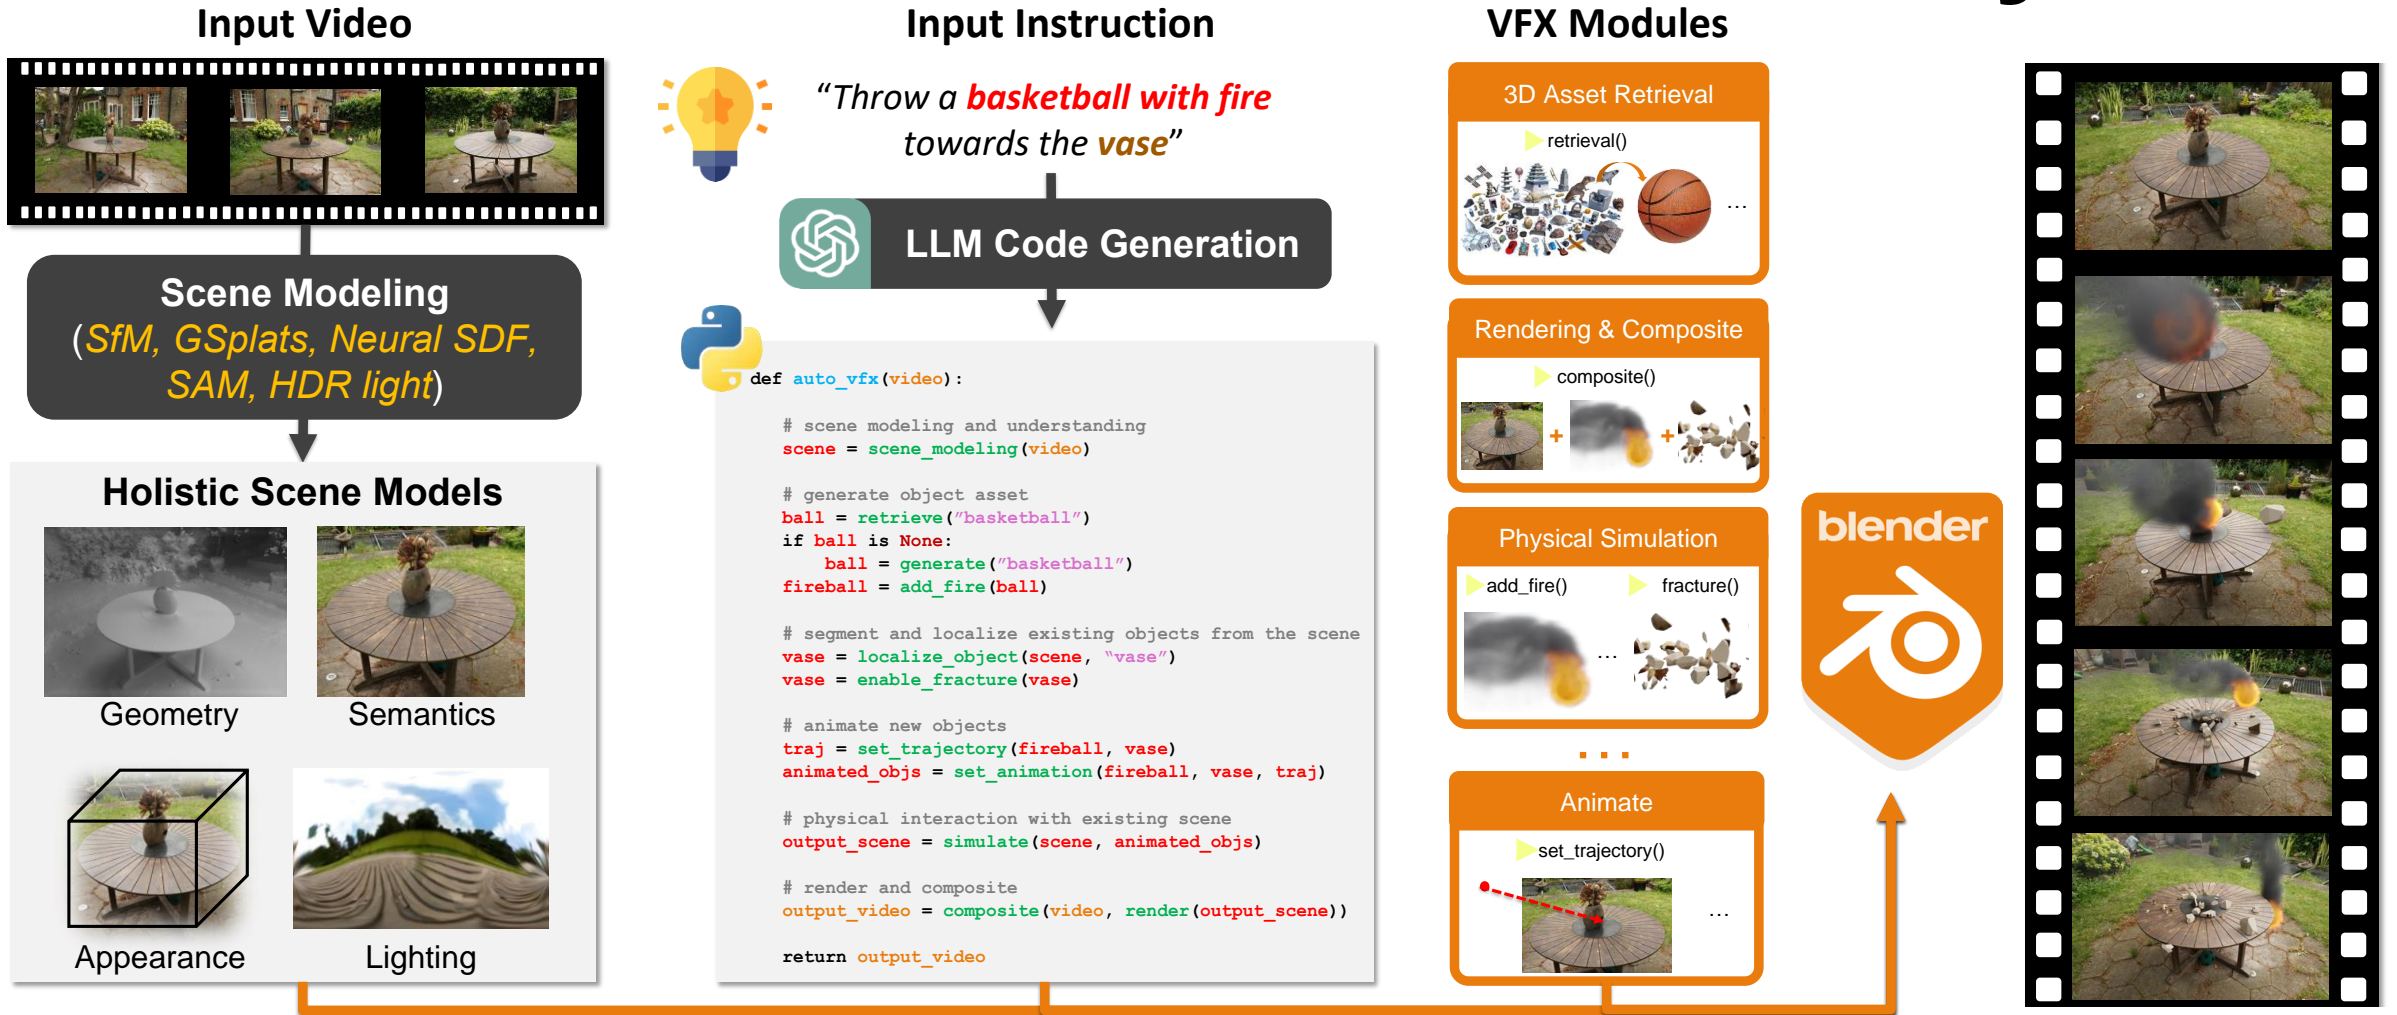 Input Video
Scene Modeling
(SfM, GSplats, Neural SDF,
SAM, HDR light)
Holistic Scene Models
Geometry
Semantics
Appearance
Lighting
Input Instruction
“Throw a basketball with fire
towards the vase”
LLM Code Generation
def auto_vfx(video):
# scene modeling and understanding
scene = scene_modeling(video)
# generate object asset
ball = retrieve(”basketball”)
if ball is None:
ball = generate(”basketball”)
fireball = add_fire(ball)
# segment and localize existing objects from the scene
vase = localize_object(scene, “vase”)
vase = enable_fracture(vase)
# animate new objects
traj = set_trajectory(fireball, vase)
animated_objs = set_animation(fireball, vase, traj)
# physical interaction with existing scene
output_scene = simulate(scene, animated_objs)
# render and composite
output_video = composite(video, render(output_scene))
return output_video
VFX Modules
3D Asset Retrieval
retrieval()
...
Rendering & Composite
composite()
+ +
Physical Simulation
add_fire() fracture()
...
...
Animate
set_trajectory()
...
blender